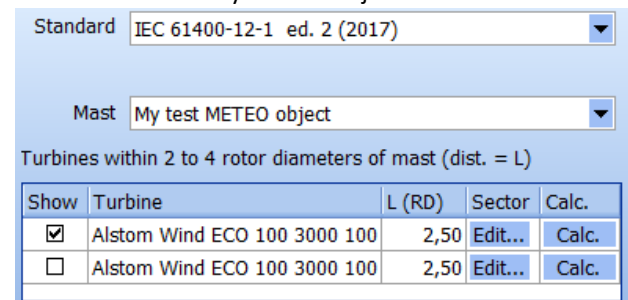 Standard IEC 61400-12-1 ed. 2 (2017)
Mast My test METEO object
Turbines within 2 to 4 rotor diameters of mast (dist. = L)
Show Turbine L (RD) Sector Calc.
Alstom Wind ECO 100 3000 100 2,50 Edit... Calc.
Alstom Wind ECO 100 3000 100 2,50 Edit... Calc.